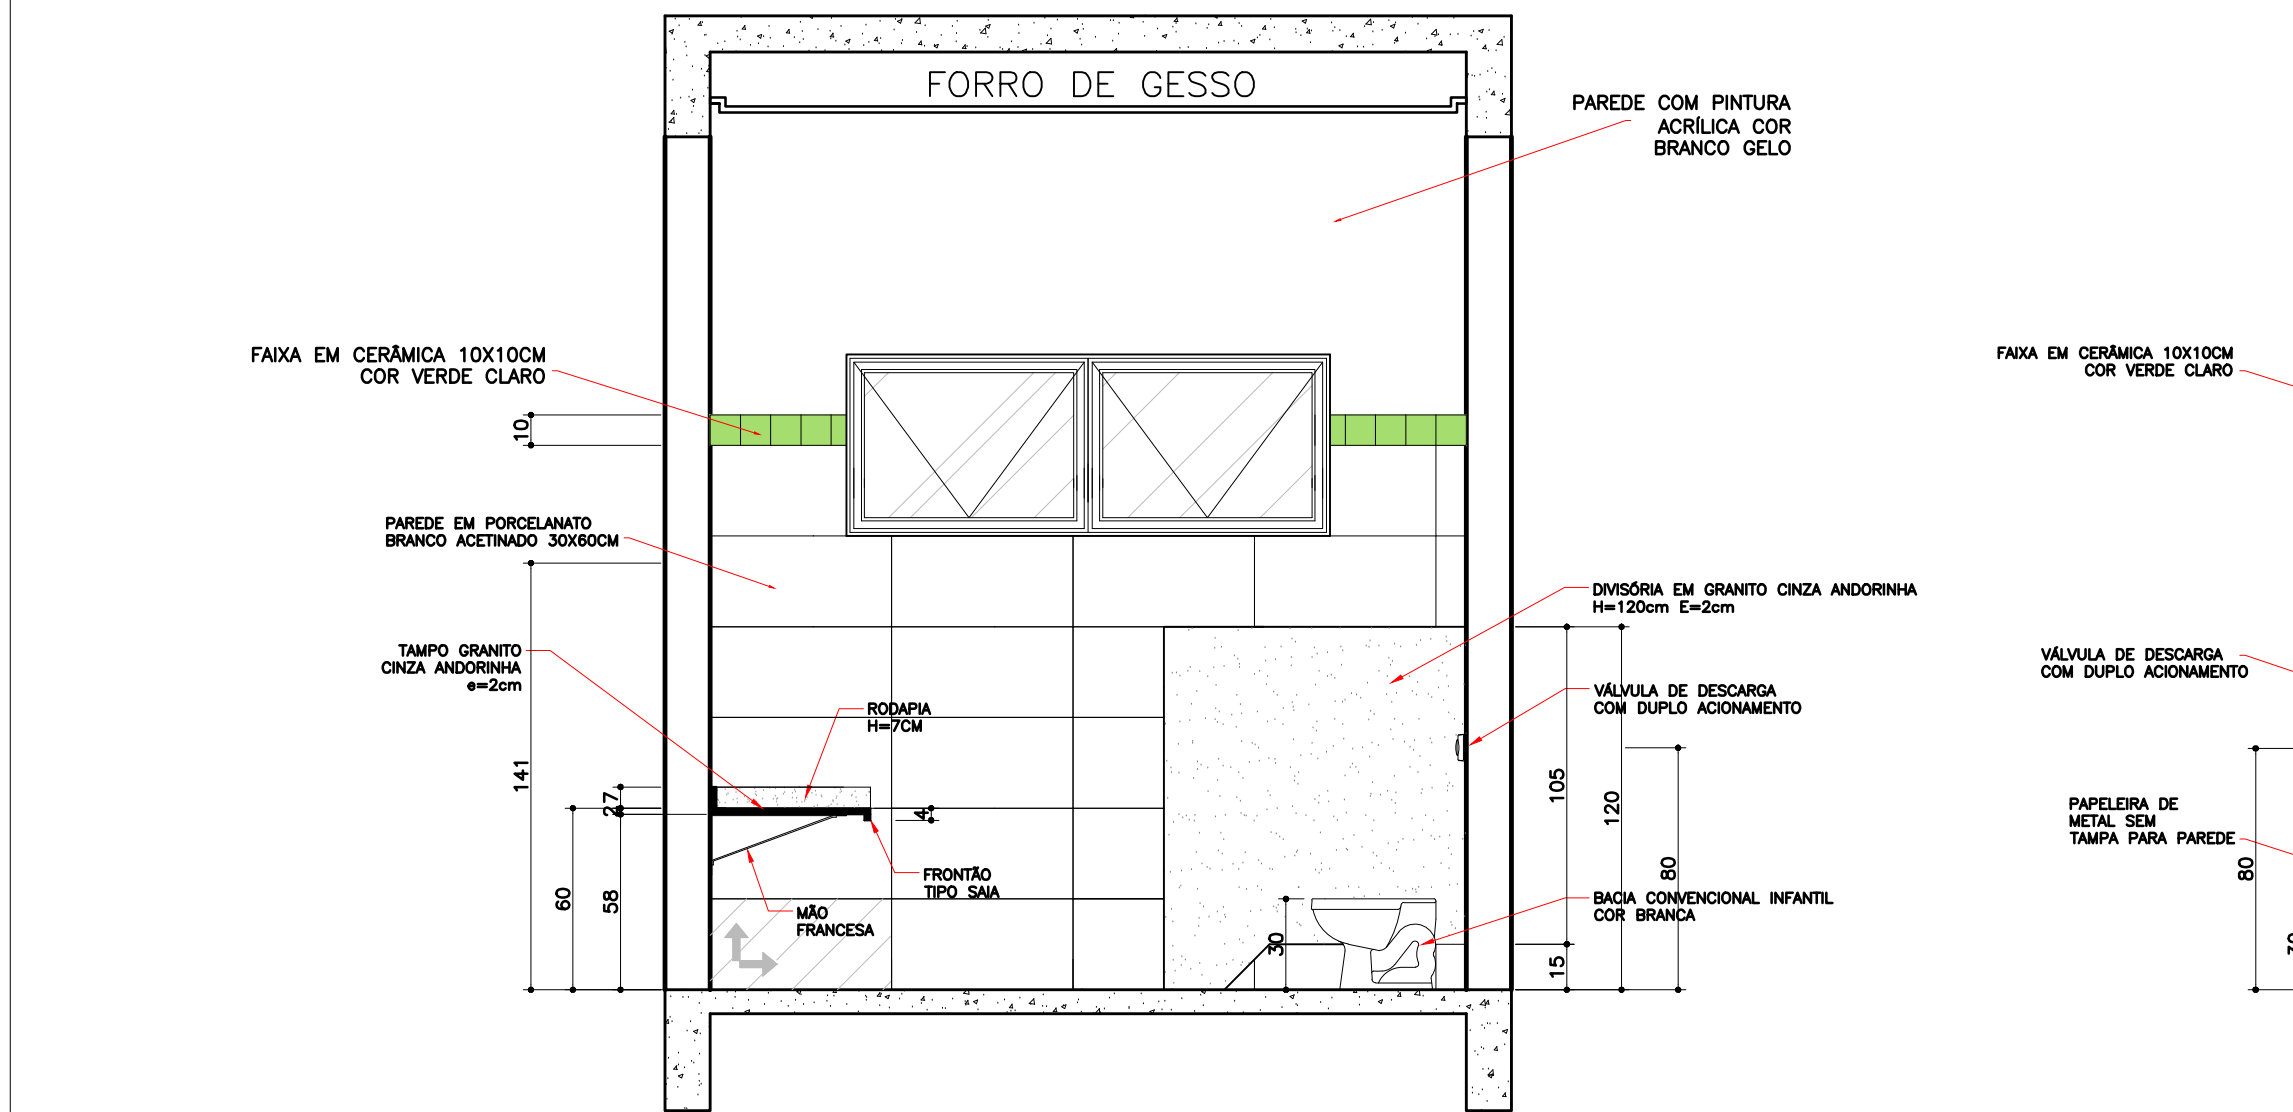 FORRO DE GESSO
PAREDE COM PINTURA
ACRÍLICA COR
BRANCO GELO
FAIXA EM CERÂMICA 10X10CM
COR VERDE CLARO
10
PAREDE EM PORCELANATO
BRANCO ACETINADO 30X60CM
TAMPO GRANITO
CINZA ANDORINHA
e=2cm
RODAPIA
H=7CM
141
27
60
58
4
FRONTÃO
TIPO SAIA
MÃO
FRANCESA
30
DIVISÓRIA EM GRANITO CINZA ANDORINHA
H=120cm E=2cm
VÁLVULA DE DESCARGA
COM DUPLO ACIONAMENTO
105
120
80
15
BACIA CONVENCIONAL INFANTIL
COR BRANCA
FAIXA EM CERÂMICA 10X10CM
COR VERDE CLARO
VÁLVULA DE DESCARGA
COM DUPLO ACIONAMENTO
PAPELEIRA DE
METAL SEM
TAMPA PARA PAREDE
80